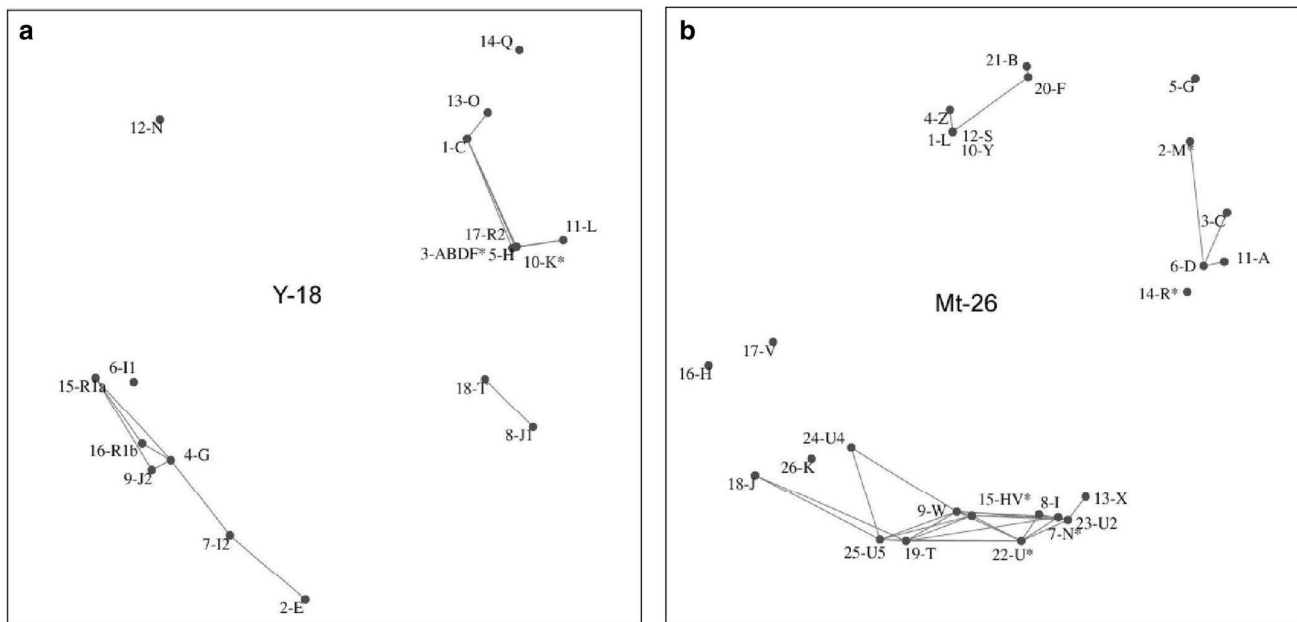 a
14-Q
13-O
12-N
1-C
11-L
17-R2
3-ABDF* 5-H
10-K*
Y-18
6-I1
15-R1a
18-T
8-J1
16-R1b
4-G
9-J2
7-I2
2-E
b
21-B
20-F
5-G
4-Z
1-L
12-S
10-Y
2-M*
3-C
6-D
11-A
14-R*
Mt-26
17-V
16-H
24-U4
26-K
18-J
15-HV*
8-I
13-X
9-W
23-U2
7-N*
25-U5
19-T
22-U*